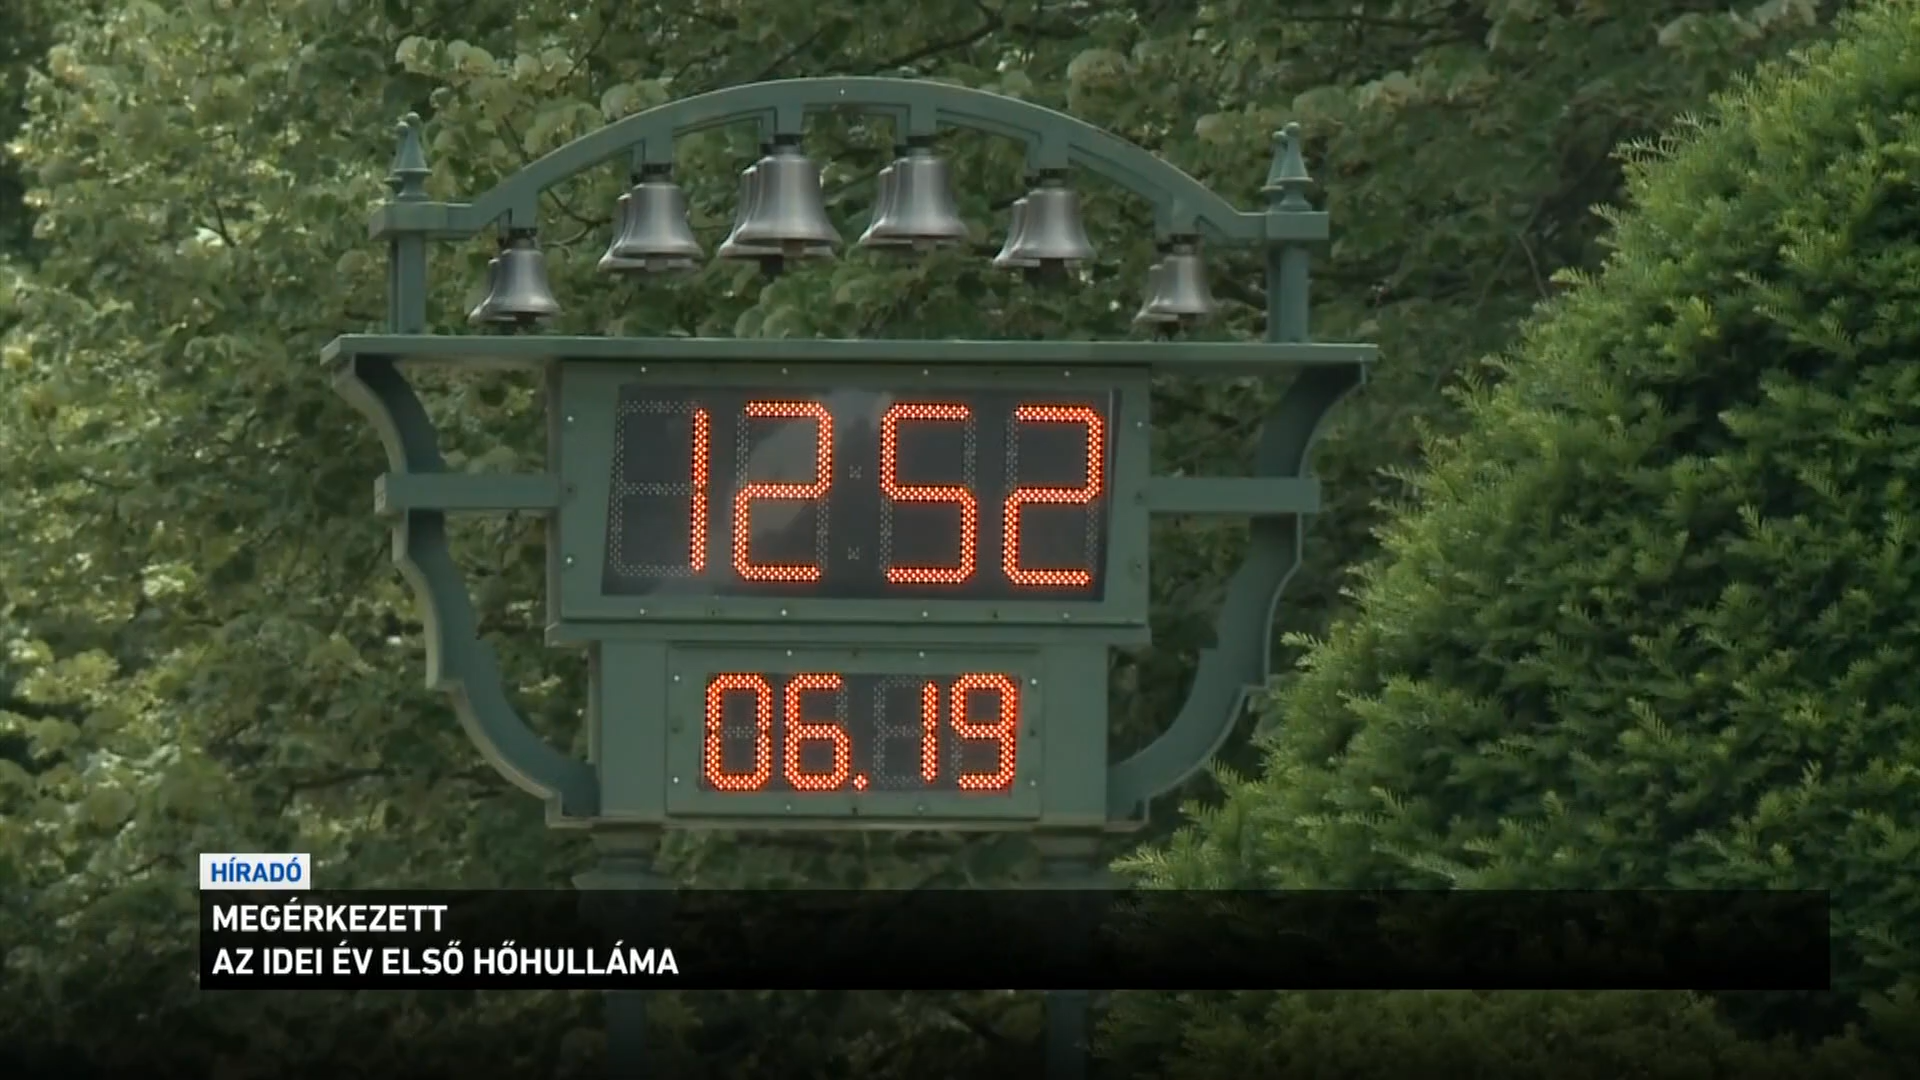 12:52
06.19
HÍRADÓ
MEGÉRKEZETT
AZ IDEI ÉV ELSŐ HŐHULLÁMA